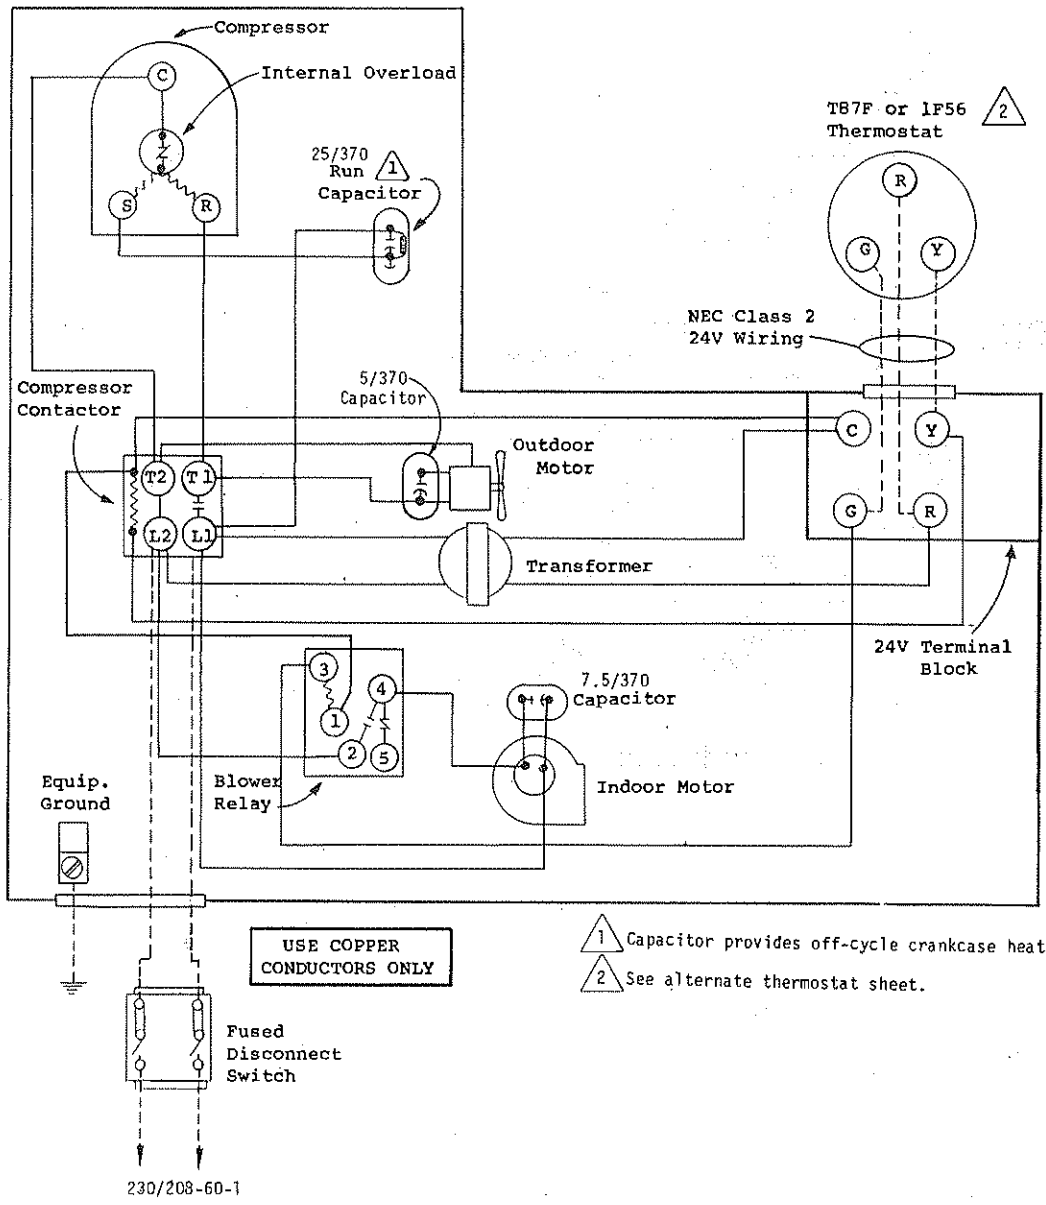 Compressor
C
Internal Overload
S
R
25/370
Run 1
Capacitor
TB7F or 1F56 2
Thermostat
R
G
Y
NEC Class 2
24V Wiring
Compressor
Contactor
5/370
Capacitor
Outdoor
Motor
C
Y
G
R
T2
T1
L2
L1
Transformer
24V Terminal
Block
3
4
1
2
5
7.5/370
Capacitor
Blower
Relay
Indoor Motor
Equip.
Ground
USE COPPER
CONDUCTORS ONLY
1 Capacitor provides off-cycle crankcase heat
2 See alternate thermostat sheet.
Fused
Disconnect
Switch
230/208-60-1